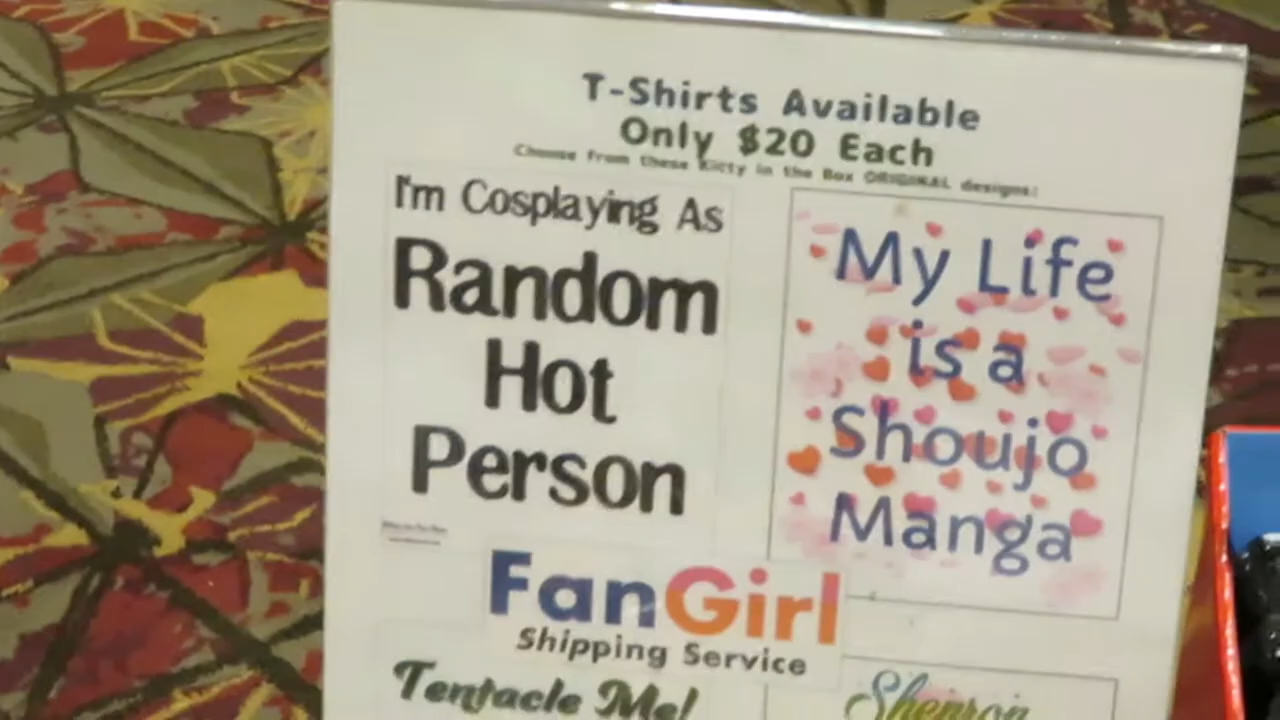 T-Shirts Available
Only $20 Each
Choose from these Kitty in the Box ORIGINAL designs:
I'm Cosplaying As
Random
Hot
Person
My Life
is a
Shoujo
Manga
FanGirl
Shipping Service
Tentacle Me!
Shenron